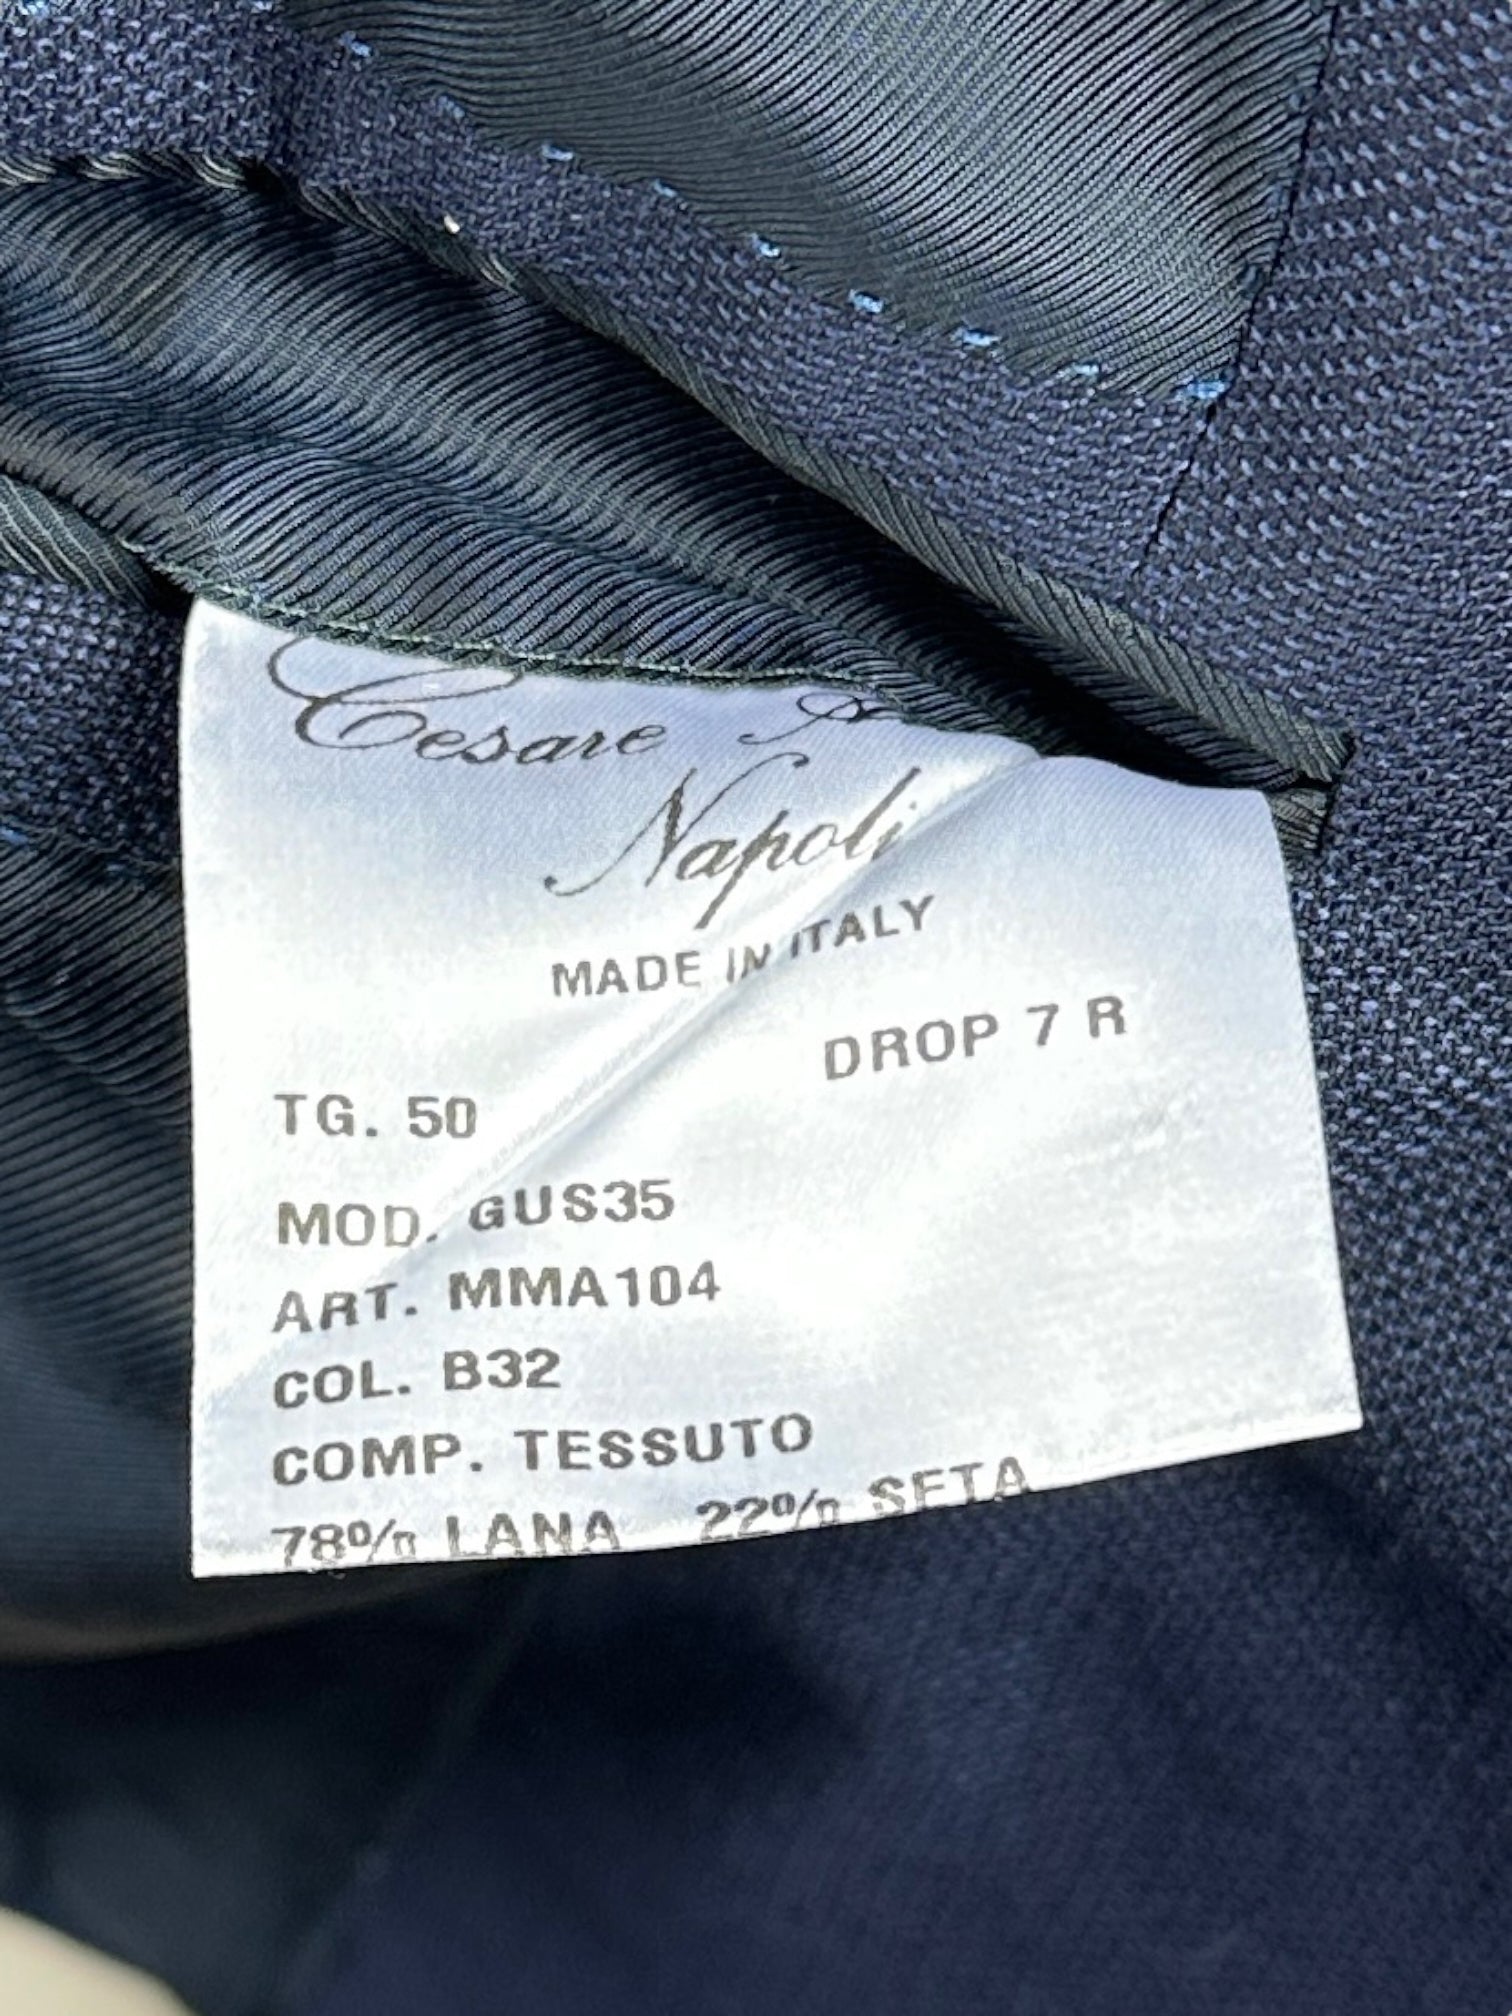 Cesare
Napoli
MADE IN ITALY
DROP 7 R
TG. 50
MOD. GUS35
ART. MMA104
COL. B32
COMP. TESSUTO
78% LANA 22% SETA